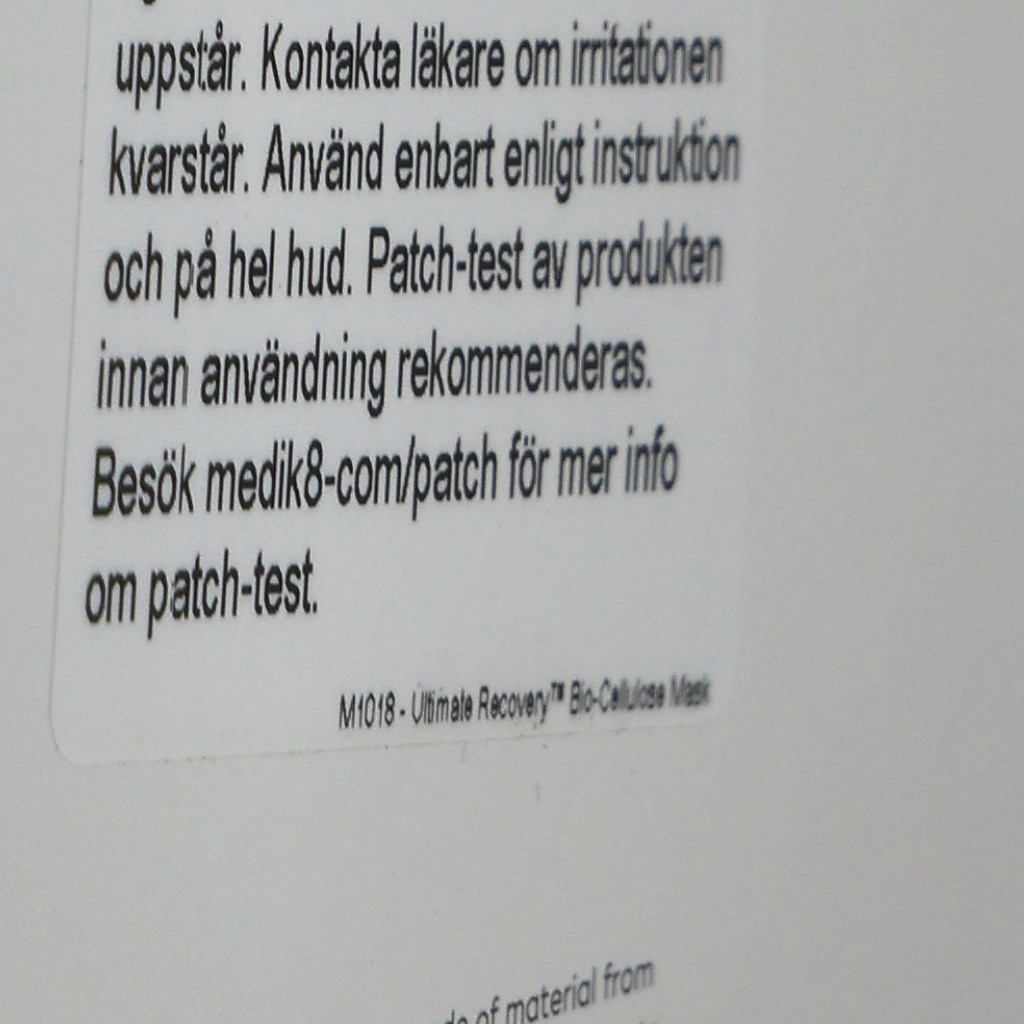 uppstår. Kontakta läkare om irritationen
kvarstår. Använd enbart enligt instruktion
och på hel hud. Patch-test av produkten
innan användning rekommenderas.
Besök medik8-com/patch för mer info
om patch-test.
M1018 - Ultimate Recovery™ Bio-Cellulose Mask
of material from